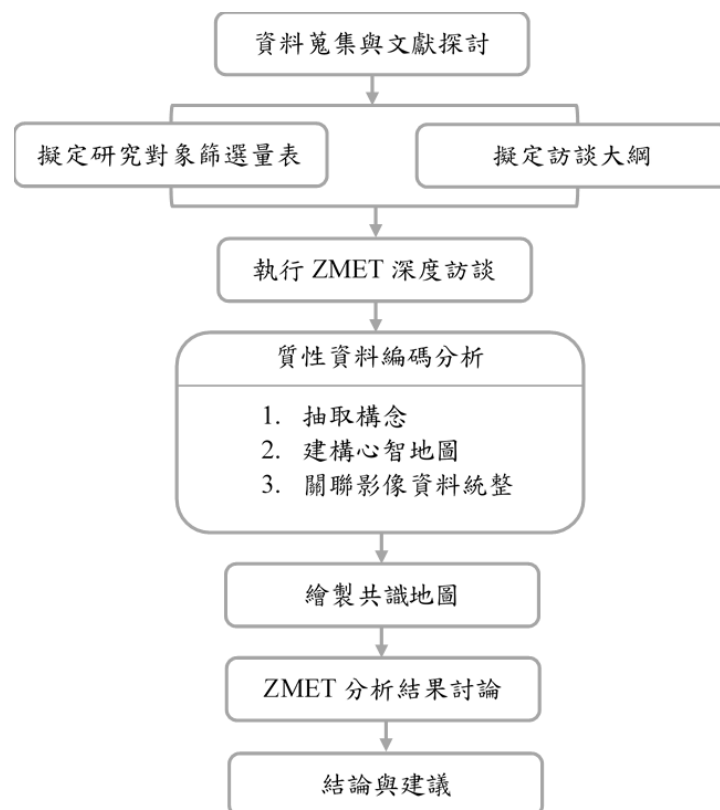 資料蒐集與文獻探討
擬定研究對象篩選量表
擬定訪談大綱
執行 ZMET 深度訪談
質性資料編碼分析
1. 抽取構念
2. 建構心智地圖
3. 關聯影像資料統整
繪製共識地圖
ZMET 分析結果討論
結論與建議